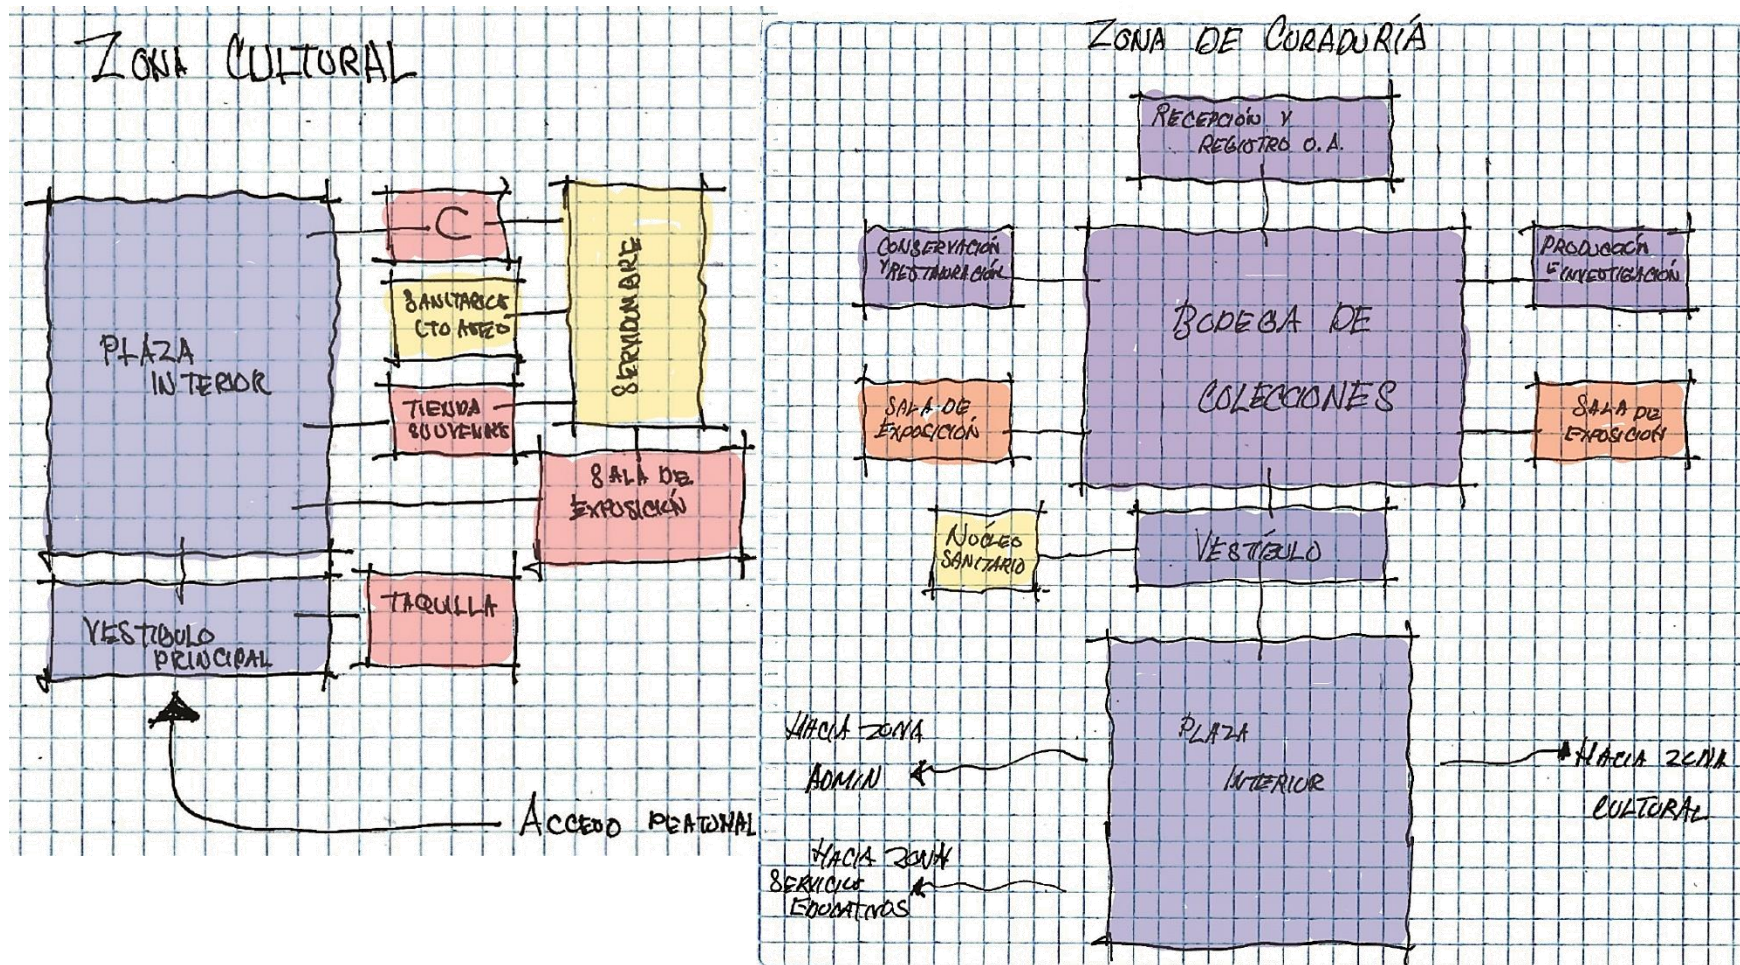 ZONA CULTURAL
PLAZA
INTERIOR
C
SANITARIOS
CTO ASEO
TIENDA
SOUVENIRS
SERVIDUMBRE
SALA DE
EXPOSICIÓN
VESTIBULO
PRINCIPAL
TAQUILLA
ACCESO PEATONAL
ZONA DE CURADURÍA
RECEPCIÓN Y
REGISTRO O.A.
CONSERVACIÓN
Y RESTAURACIÓN
PRODUCCIÓN
E INVESTIGACIÓN
BODEGA DE
COLECCIONES
SALA DE
EXPOSICIÓN
SALA DE
EXPOSICIÓN
NÚCLEO
SANITARIO
VESTÍBULO
PLAZA
INTERIOR
HACIA ZONA
ADMIN
HACIA ZONA
CULTURAL
HACIA ZONA
SERVICIOS
EDUCATIVOS